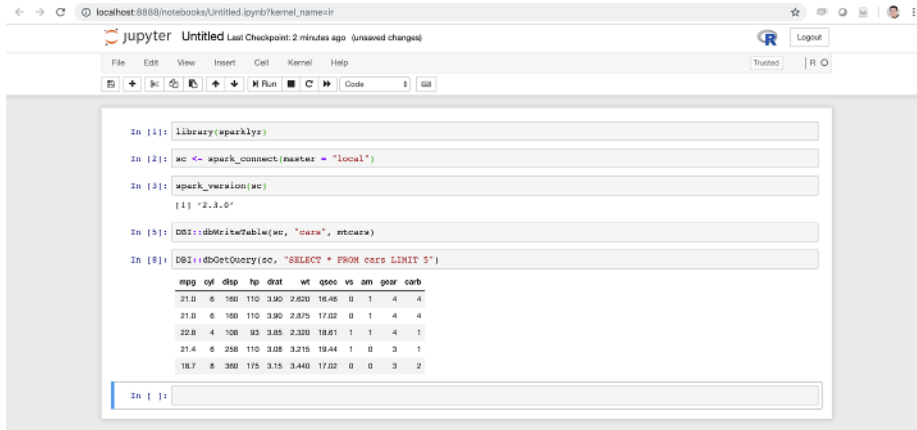 localhost:8888/notebooks/Untitled.ipynb?kernel_name=ir
jupyter Untitled Last Checkpoint: 2 minutes ago (unsaved changes)
R Logout
File Edit View Insert Cell Kernel Help Trusted R
Run Code
In [1]: library(sparklyr)
In [2]: sc <- spark_connect(master = "local")
In [3]: spark_version(sc)
[1] '2.3.0'
In [5]: DBI::dbWriteTable(sc, "cars", mtcars)
In [8]: DBI::dbGetQuery(sc, "SELECT * FROM cars LIMIT 5")
mpg cyl disp hp drat wt qsec vs am gear carb
21.0 6 160 110 3.90 2.620 16.46 0 1 4 4
21.0 6 160 110 3.90 2.875 17.02 0 1 4 4
22.8 4 108 93 3.85 2.320 18.61 1 1 4 1
21.4 6 258 110 3.08 3.215 19.44 1 0 3 1
18.7 8 360 175 3.15 3.440 17.02 0 0 3 2
In [ ]: